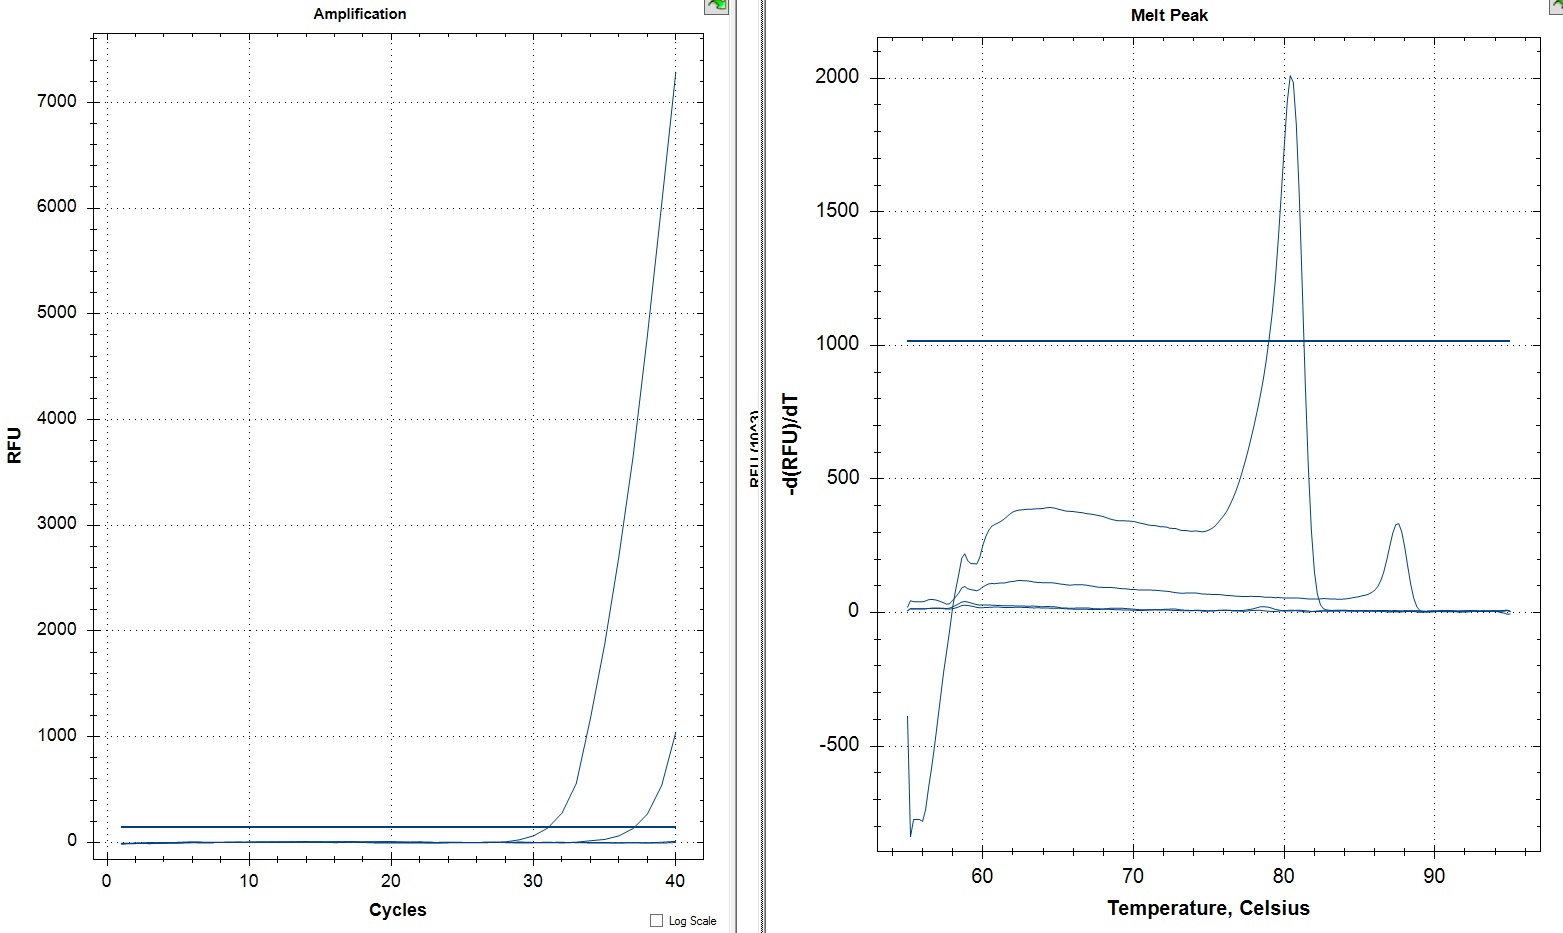 Amplification
7000
6000
5000
4000
3000
2000
1000
0
RFU
0 10 20 30 40
Cycles
Log Scale
Melt Peak
2000
1500
1000
500
0
-500
-d(RFU)/dT
60 70 80 90
Temperature, Celsius